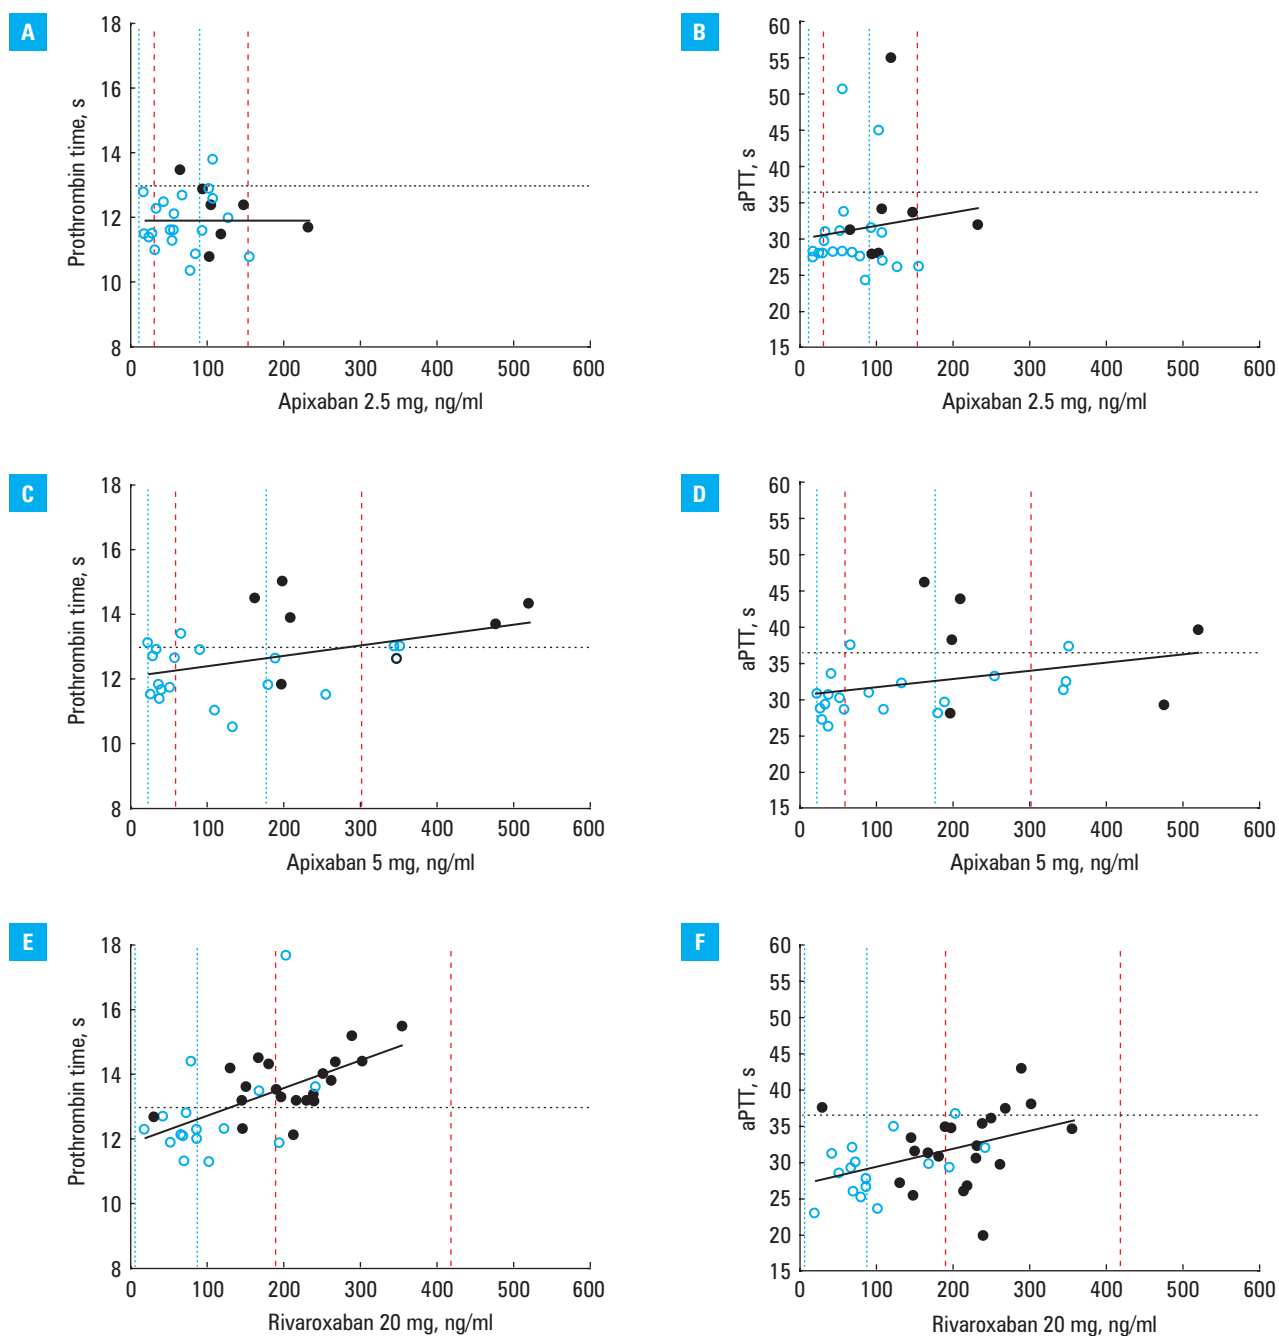 A
Prothrombin time, s
18
16
14
12
10
8
0 100 200 300 400 500 600
Apixaban 2.5 mg, ng/ml
B
aPTT, s
60
55
50
45
40
35
30
25
20
15
0 100 200 300 400 500 600
Apixaban 2.5 mg, ng/ml
C
Prothrombin time, s
18
16
14
12
10
8
0 100 200 300 400 500 600
Apixaban 5 mg, ng/ml
D
aPTT, s
60
55
50
45
40
35
30
25
20
15
0 100 200 300 400 500 600
Apixaban 5 mg, ng/ml
E
Prothrombin time, s
18
16
14
12
10
8
0 100 200 300 400 500 600
Rivaroxaban 20 mg, ng/ml
F
aPTT, s
60
55
50
45
40
35
30
25
20
15
0 100 200 300 400 500 600
Rivaroxaban 20 mg, ng/ml